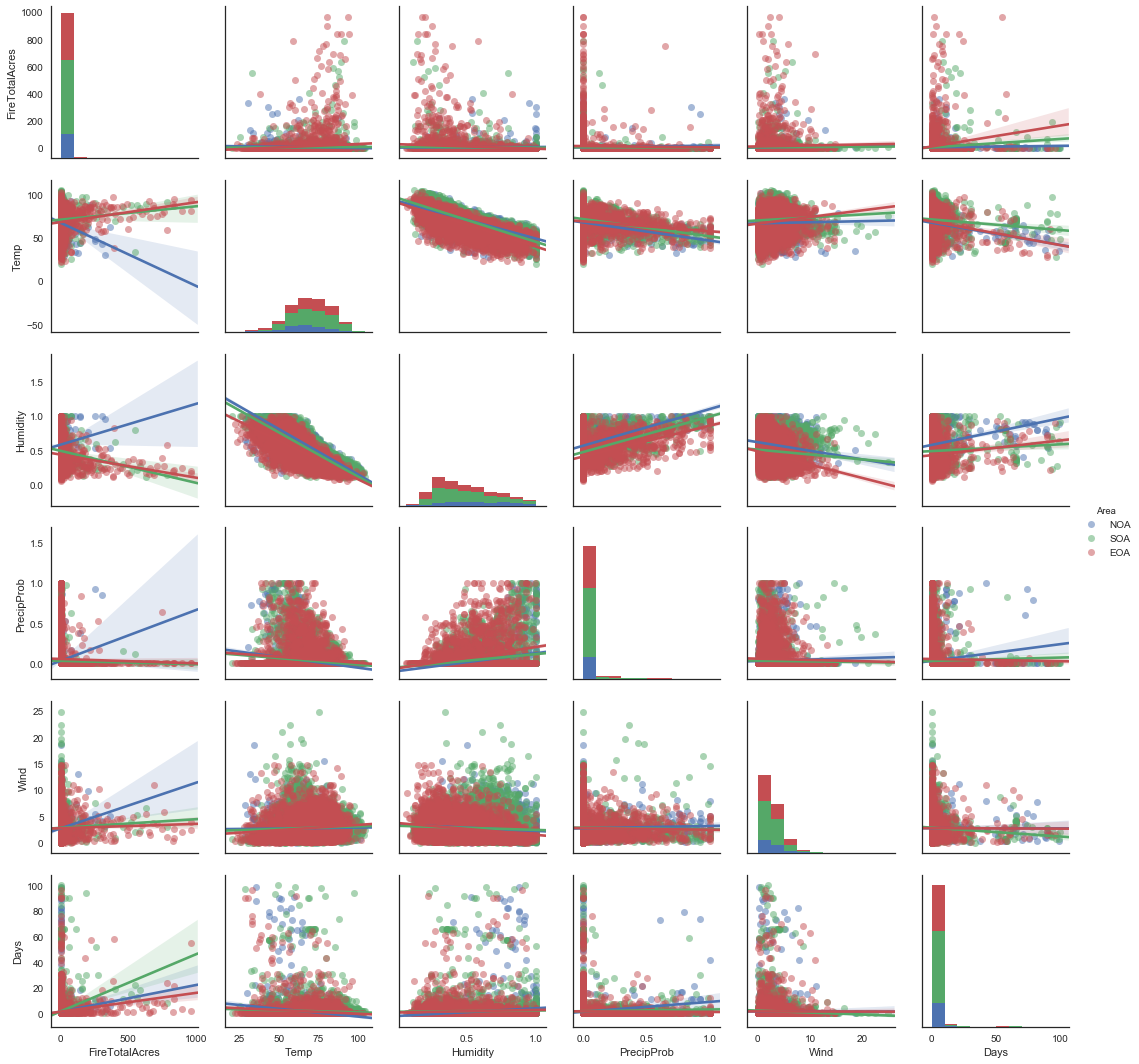 1000
800
600
400
200
0
FireTotalAcres
100
50
0
−50
Temp
1.5
1.0
0.5
0.0
Humidity
Area
NOA
SOA
EOA
1.5
1.0
0.5
0.0
PrecipProb
25
20
15
10
5
0
Wind
100
80
60
40
20
0
Days
0 500 1000 25 50 75 100 0.5 1.0 0.0 0.5 1.0 0 10 20 0 50 100
FireTotalAcres Temp Humidity PrecipProb Wind Days